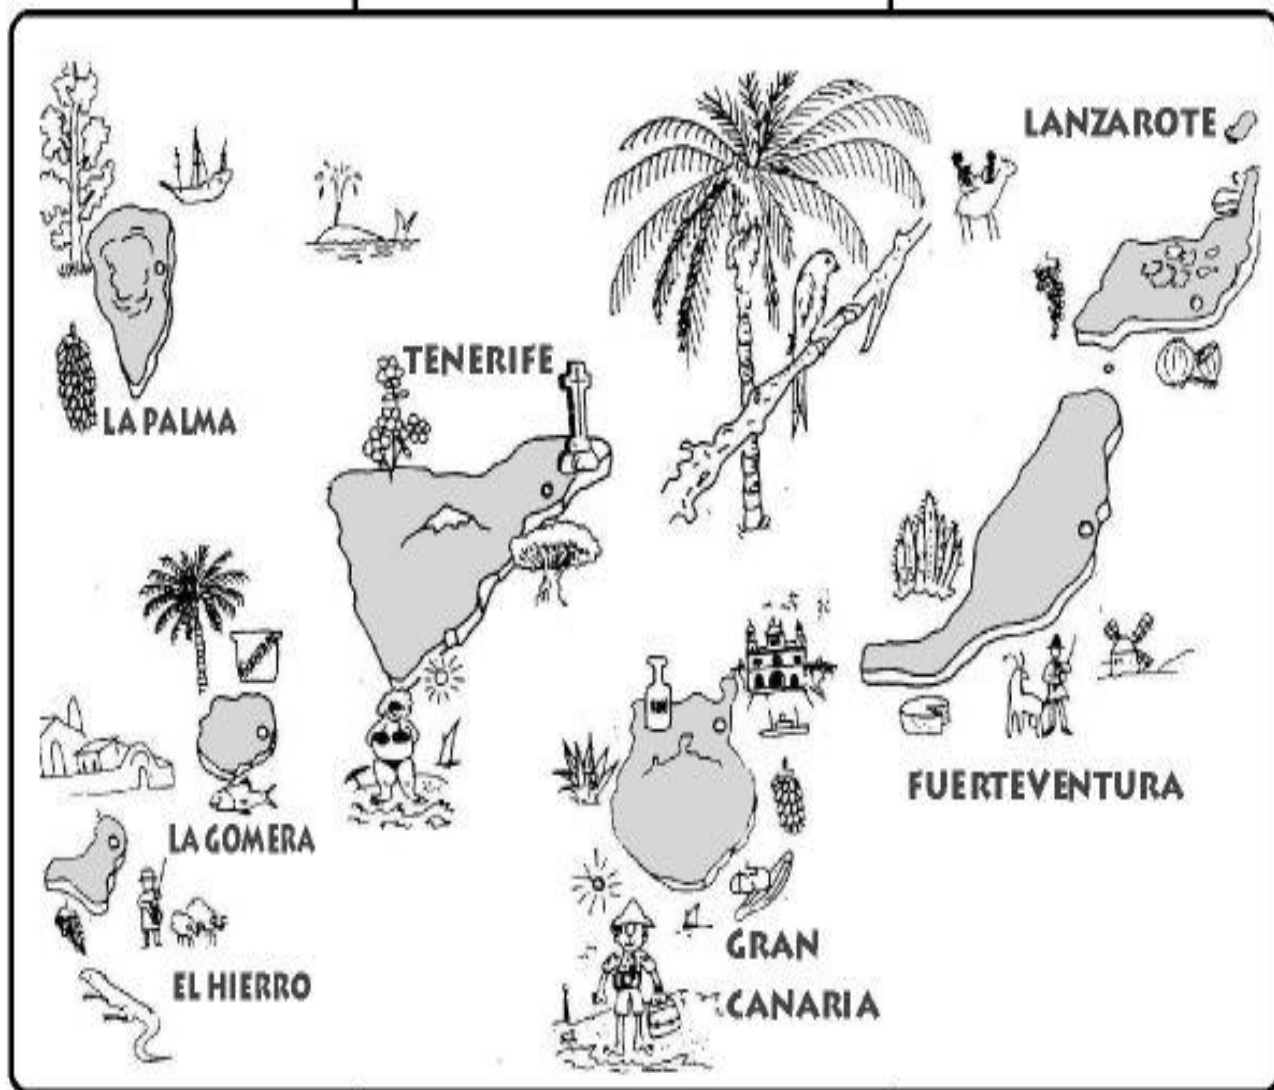 LANZAROTE
TENERIFE
LA PALMA
FUERTEVENTURA
LA GOMERA
GRAN
CANARIA
EL HIERRO